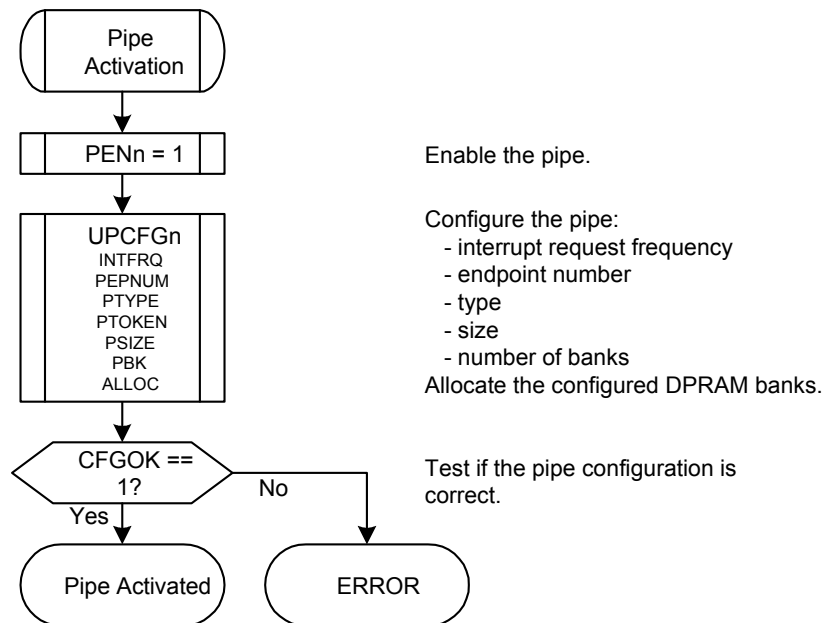 Pipe
Activation
PENn = 1
Enable the pipe.
UPCFGn
INTFRQ
PEPNUM
PTYPE
PTOKEN
PSIZE
PBK
ALLOC
Configure the pipe:
- interrupt request frequency
- endpoint number
- type
- size
- number of banks
Allocate the configured DPRAM banks.
CFGOK ==
1?
Test if the pipe configuration is
correct.
No
Yes
Pipe Activated
ERROR